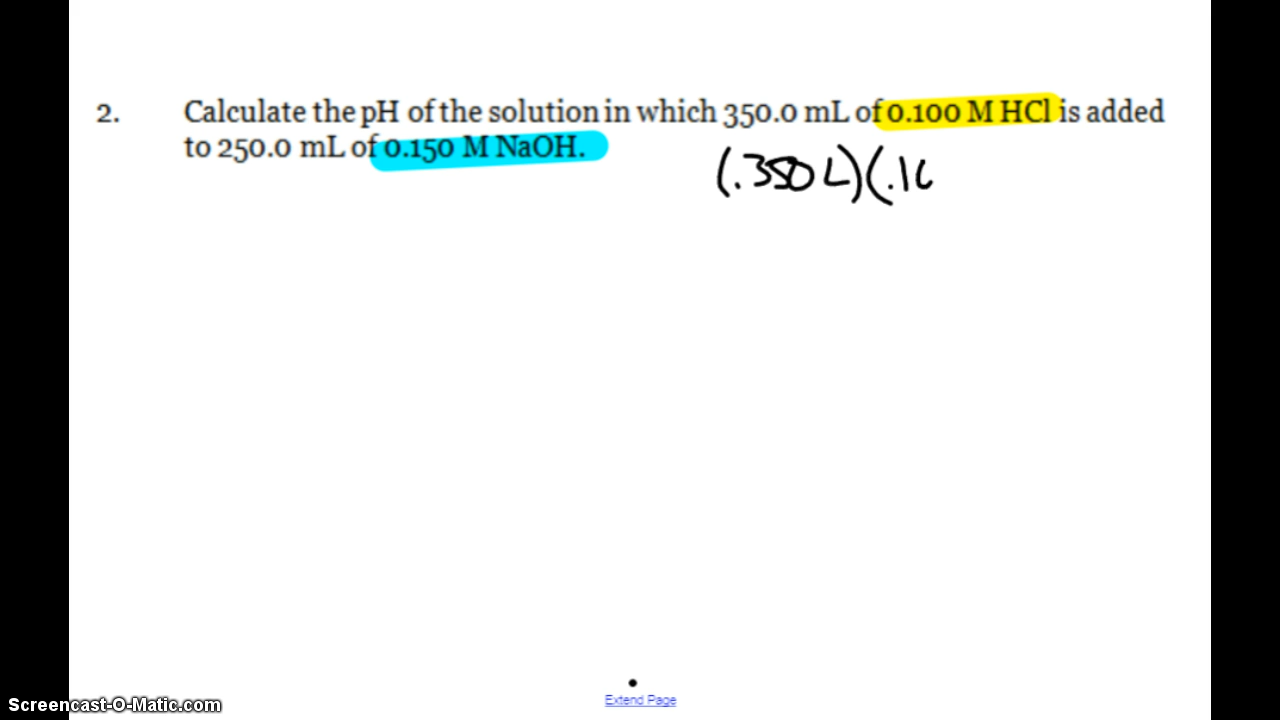 2. Calculate the pH of the solution in which 350.0 mL of 0.100 M HCl is added
to 250.0 mL of 0.150 M NaOH.
(.350 L)(.10
Extend Page
Screencast-O-Matic.com